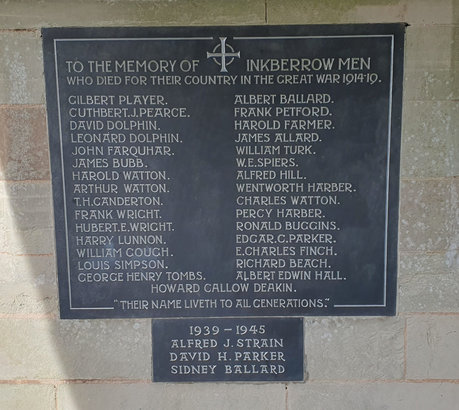 TO THE MEMORY OF INKBERROW MEN
WHO DIED FOR THEIR COUNTRY IN THE GREAT WAR 1914-19.
GILBERT PLAYER.
CUTHBERT.J.PEARCE.
DAVID DOLPHIN.
LEONARD DOLPHIN.
JOHN FARQUHAR.
JAMES BUBB.
HAROLD WATTON.
ARTHUR WATTON.
T.H.GANDERTON.
FRANK WRIGHT.
HUBERT.E.WRIGHT.
HARRY LUNNON.
WILLIAM GOUGH.
LOUIS SIMPSON.
GEORGE HENRY TOMBS.
ALBERT BALLARD.
FRANK PETFORD.
HAROLD FARMER.
JAMES ALLARD.
WILLIAM TURK.
W.E.SPIERS.
ALFRED HILL.
WENTWORTH HARBER.
CHARLES WATTON.
PERCY HARBER.
RONALD BUGGINS.
EDGAR.C.PARKER.
E.CHARLES FINCH.
RICHARD BEACH.
ALBERT EDWIN HALL.
HOWARD CALLOW DEAKIN.
"THEIR NAME LIVETH TO ALL GENERATIONS."
1939 - 1945
ALFRED J. STRAIN
DAVID H. PARKER
SIDNEY BALLARD